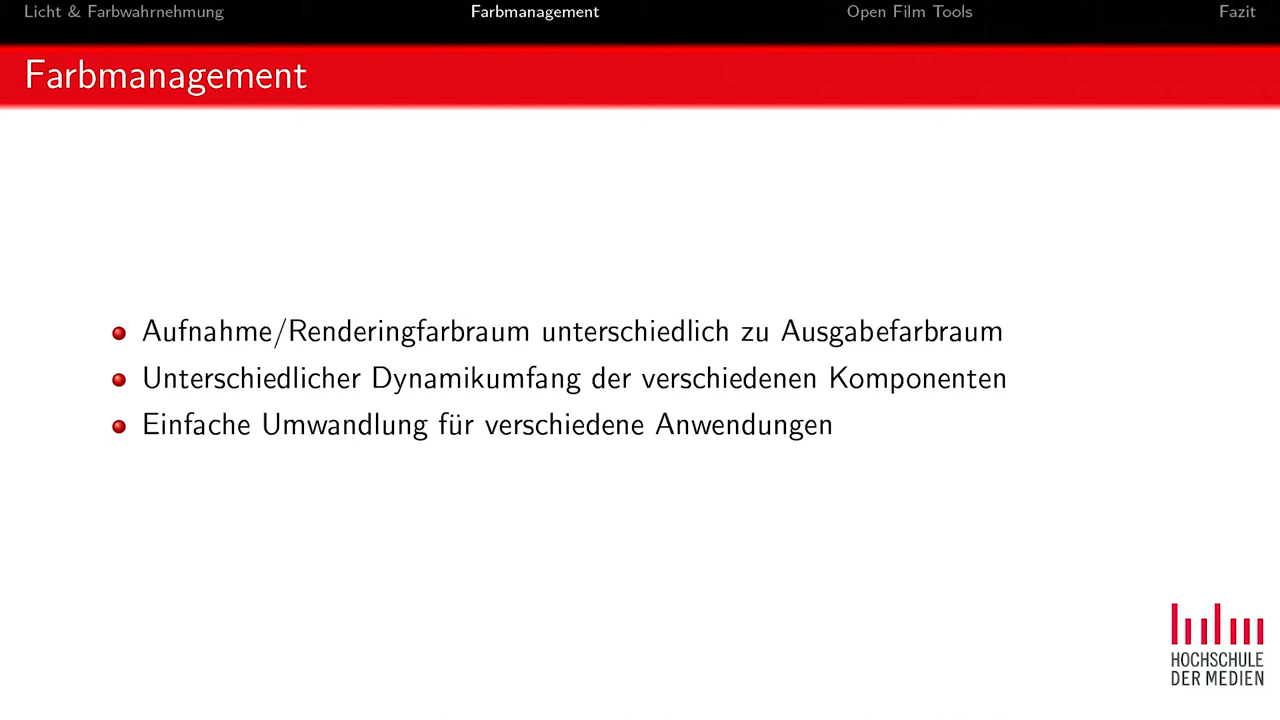 Licht & Farbwahrnehmung Farbmanagement Open Film Tools Fazit
Farbmanagement
Aufnahme/Renderingfarbraum unterschiedlich zu Ausgabefarbraum
Unterschiedlicher Dynamikumfang der verschiedenen Komponenten
Einfache Umwandlung für verschiedene Anwendungen
HOCHSCHULE
DER MEDIEN